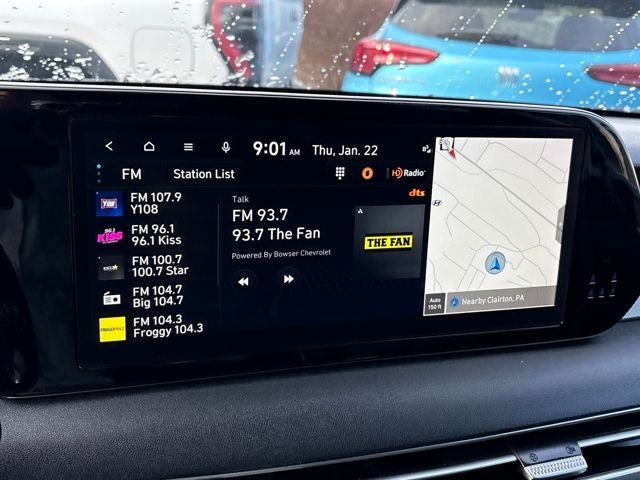 9:01 AM Thu, Jan. 22
FM Station List
HD Radio
dts
FM 107.9
Y108
FM 96.1
96.1 Kiss
FM 100.7
100.7 Star
FM 104.7
Big 104.7
FM 104.3
Froggy 104.3
Talk
FM 93.7
93.7 The Fan
Powered By Bowser Chevrolet
THE FAN
Auto
150 ft
Nearby Clairton, PA